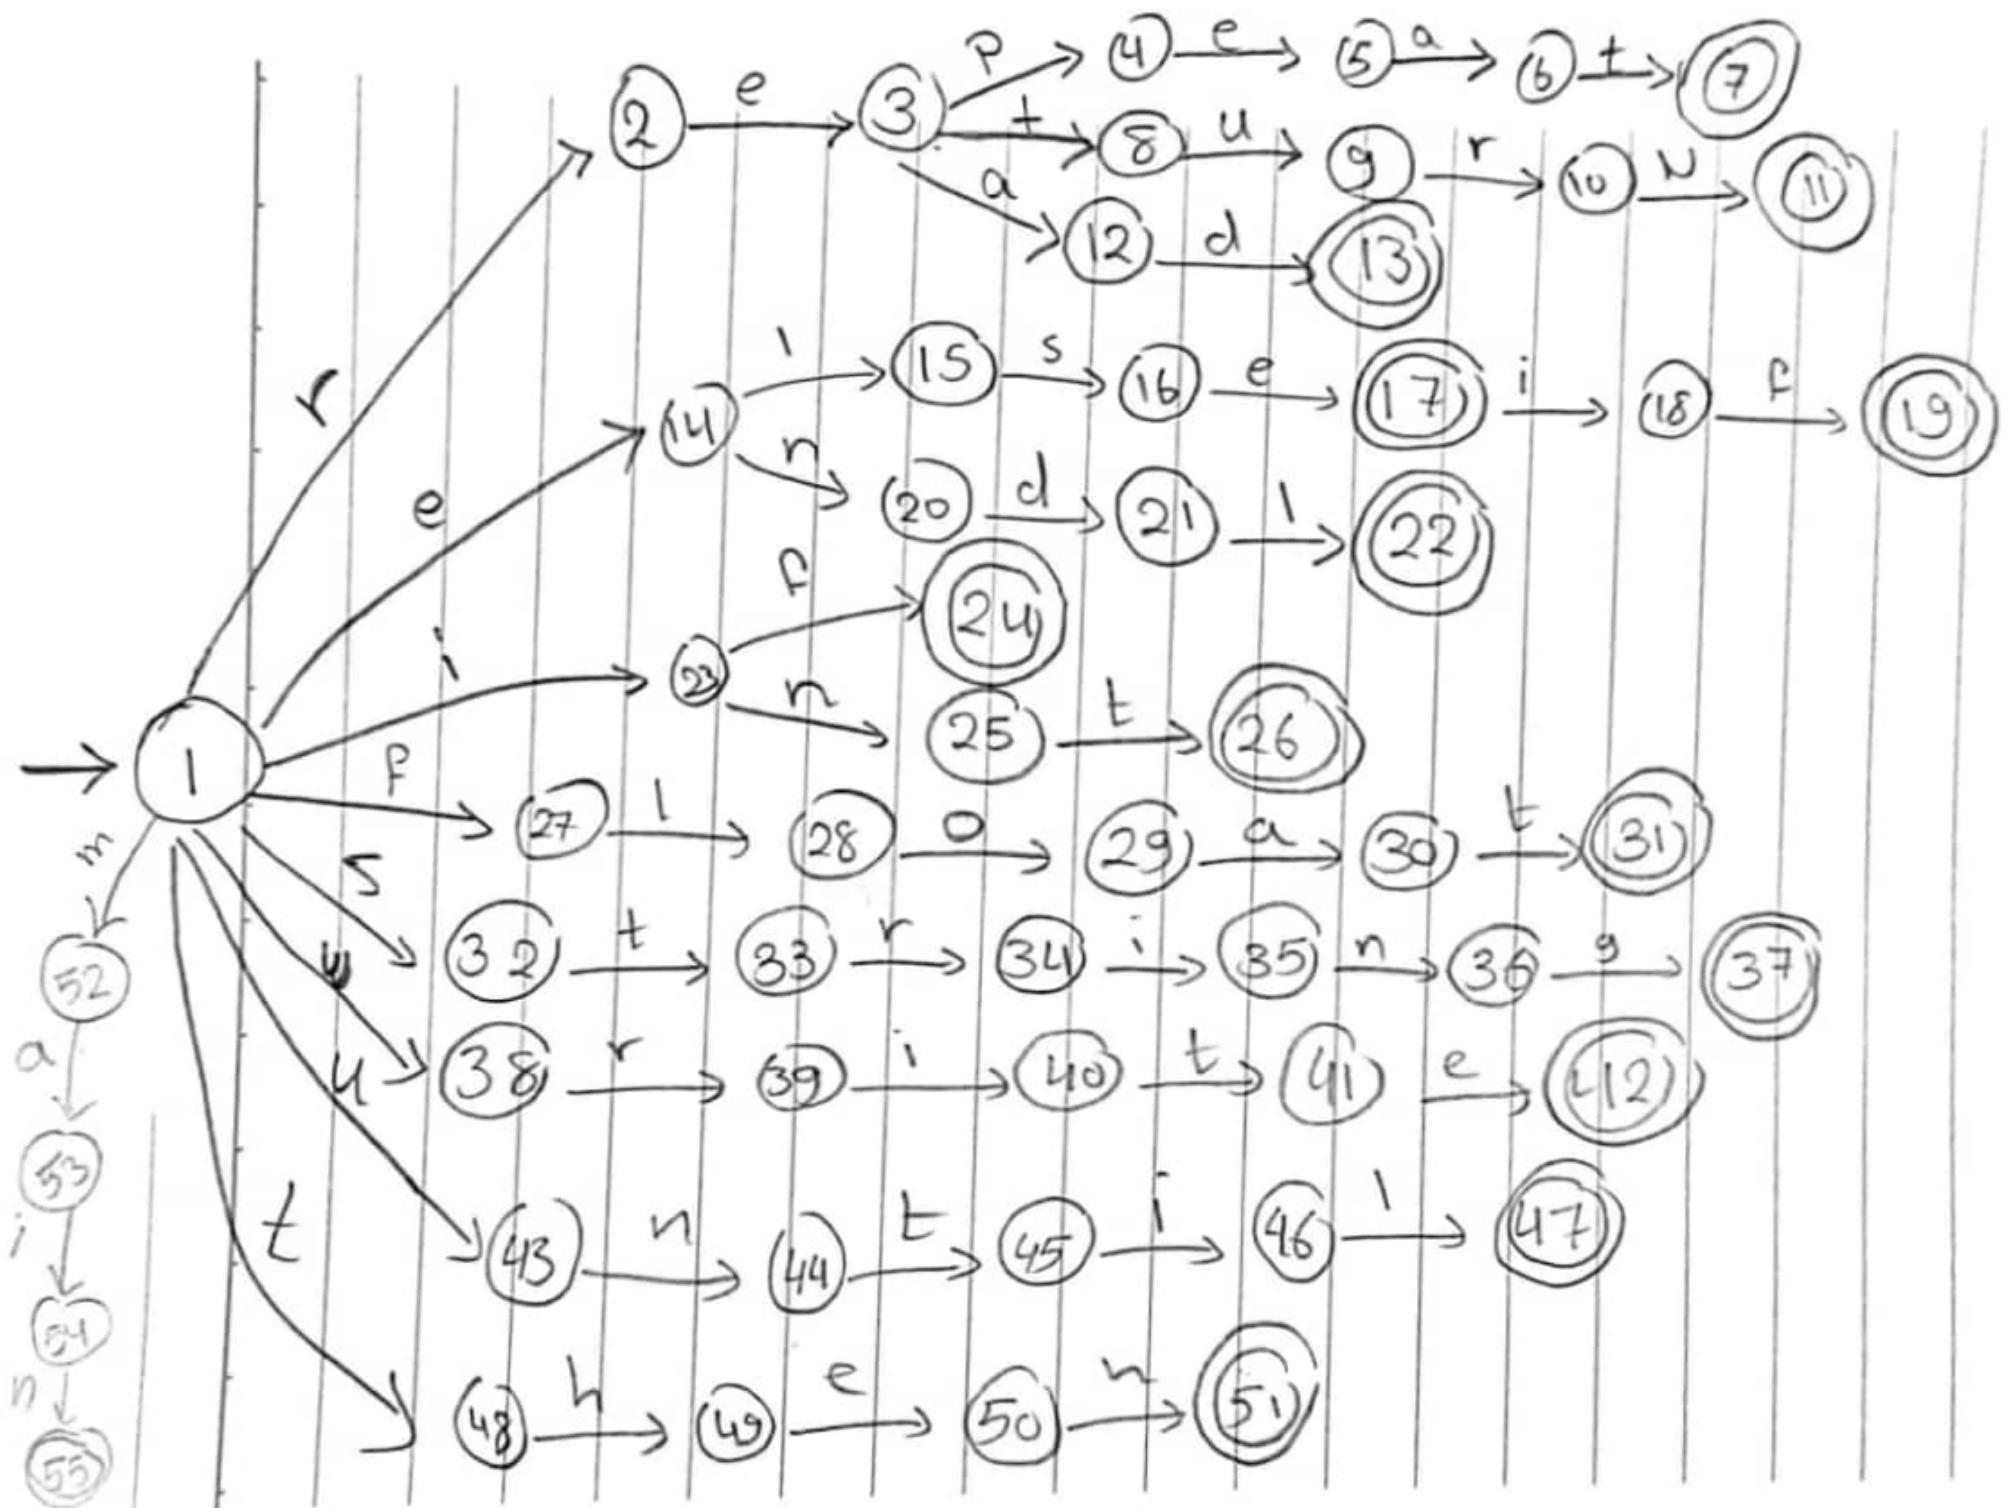 r 2 e 3 p 4 e 5 a 6 t 7
t 8 u 9 r 10 N 11
a 12 d 13
e 14 l 15 s 16 e 17 i 18 f 19
n 20 d 21 l 22
i 23 f 24
n 25 t 26
1
f 27 l 28 o 29 a 30 t 31
s 32 t 33 r 34 i 35 n 36 g 37
w 38 r 39 i 40 t 41 e 42
u 43 n 44 t 45 i 46 l 47
t 48 h 49 e 50 n 51
m 52
a 53
i 54
n 55